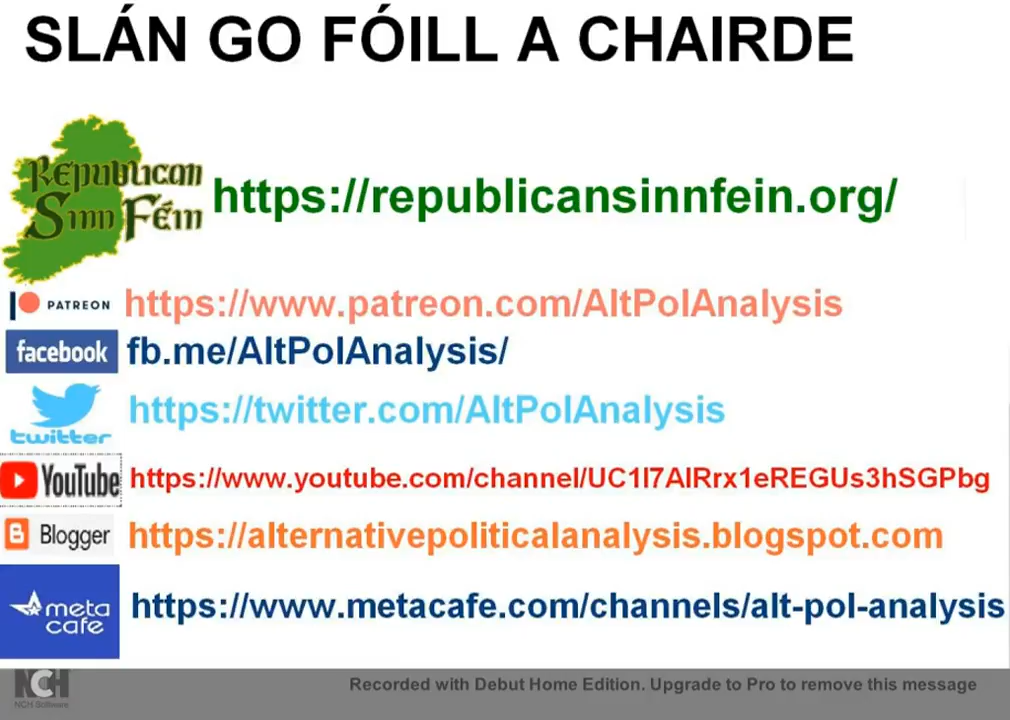 SLÁN GO FÓILL A CHAIRDE
Republican
Sinn Féin
https://republicansinnfein.org/
PATREON https://www.patreon.com/AltPolAnalysis
facebook fb.me/AltPolAnalysis/
twitter https://twitter.com/AltPolAnalysis
YouTube https://www.youtube.com/channel/UC1I7AIRrx1eREGUs3hSGPbg
Blogger https://alternativepoliticalanalysis.blogspot.com
meta cafe https://www.metacafe.com/channels/alt-pol-analysis
NCH
NCH Software
Recorded with Debut Home Edition. Upgrade to Pro to remove this message